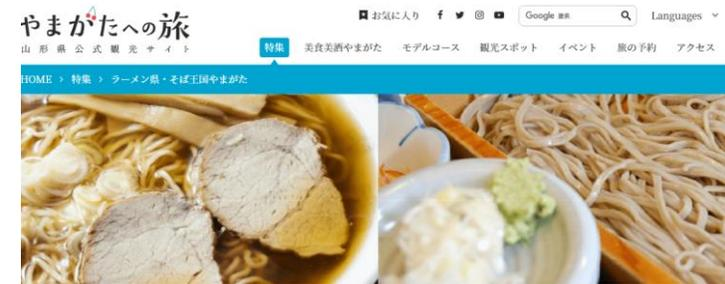 やまがたへの旅
山形県公式観光サイト
お気に入り
Google 検索
Languages
特集 美食美酒やまがた モデルコース 観光スポット イベント 旅の予約 アクセス
HOME > 特集 > ラーメン県・そば王国やまがた